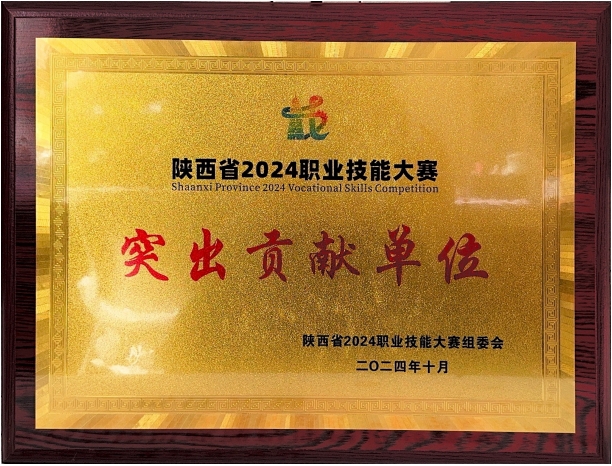 陕西省2024职业技能大赛
Shaanxi Province 2024 Vocational Skills Competition
突出贡献单位
陕西省2024职业技能大赛组委会
二〇二四年十月